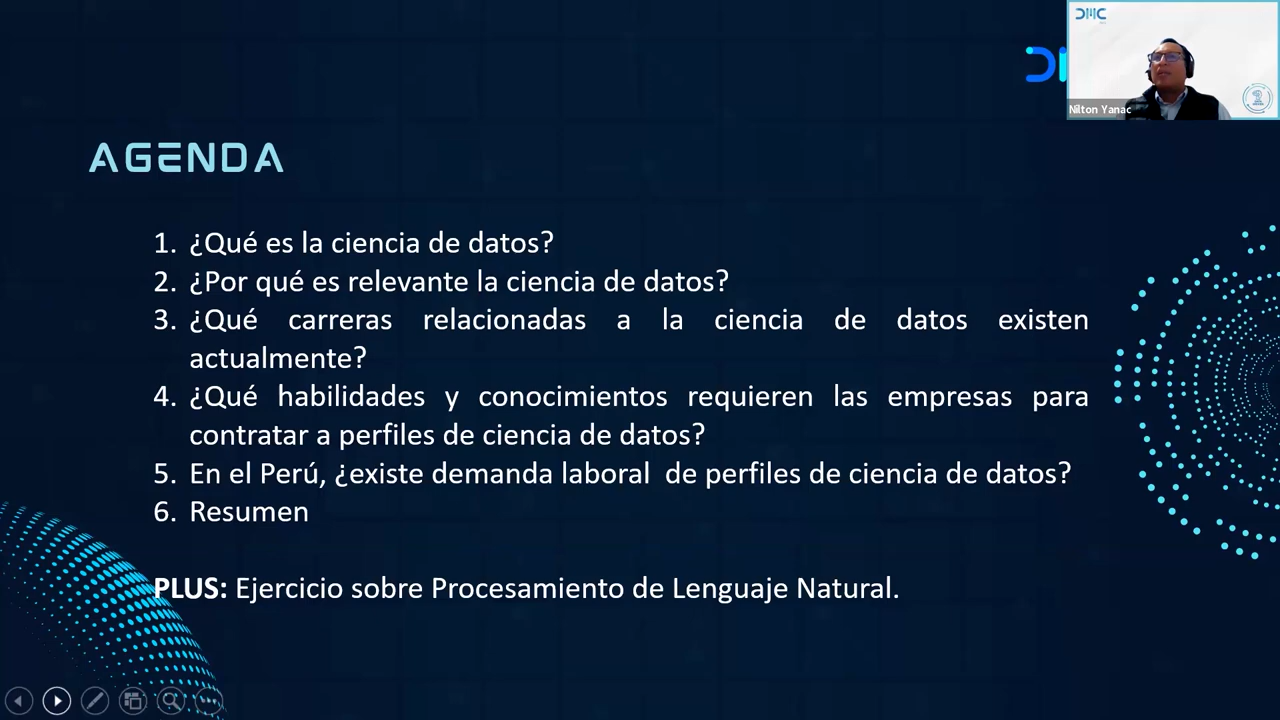 DMC
Nilton Yanac
AGENDA
1. ¿Qué es la ciencia de datos?
2. ¿Por qué es relevante la ciencia de datos?
3. ¿Qué carreras relacionadas a la ciencia de datos existen
actualmente?
4. ¿Qué habilidades y conocimientos requieren las empresas para
contratar a perfiles de ciencia de datos?
5. En el Perú, ¿existe demanda laboral de perfiles de ciencia de datos?
6. Resumen
PLUS: Ejercicio sobre Procesamiento de Lenguaje Natural.